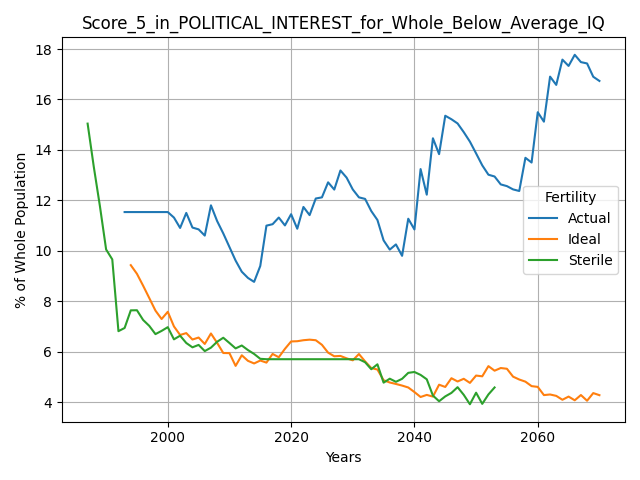 Score_5_in_POLITICAL_INTEREST_for_Whole_Below_Average_IQ
% of Whole Population
18
16
14
12
10
8
6
4
Fertility
Actual
Ideal
Sterile
2000
2020
2040
2060
Years